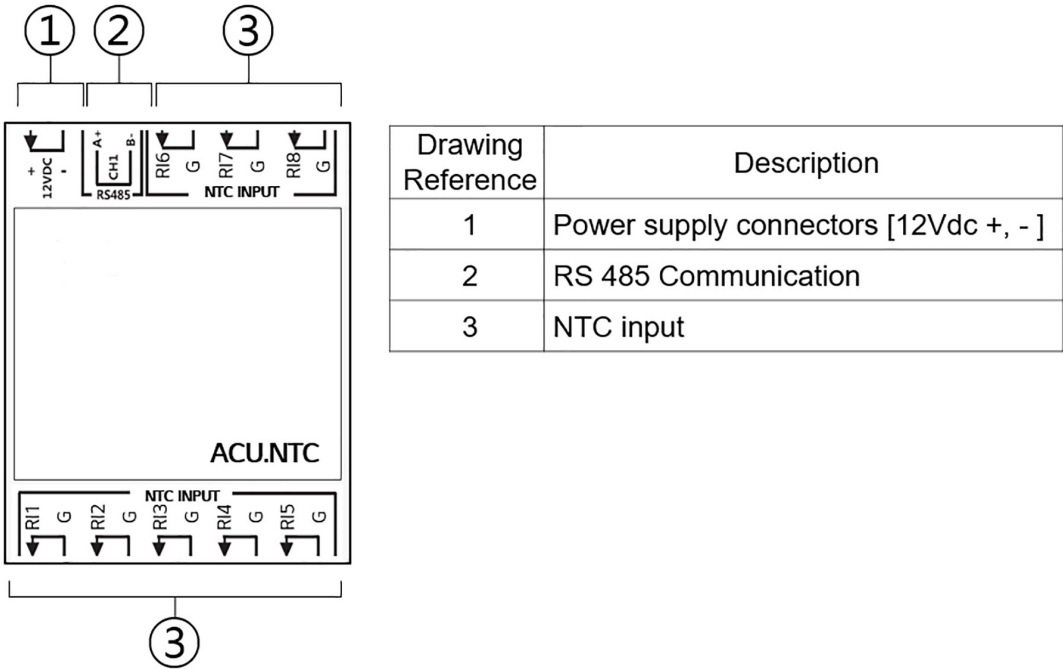 1 2 3
+ 12VDC -
A+ CH1 B-
RS485
RI6 G RI7 G RI8 G
NTC INPUT
ACU.NTC
NTC INPUT
RI1 G RI2 G RI3 G RI4 G RI5 G
3
Drawing Reference
Description
1 Power supply connectors [12Vdc +, - ]
2 RS 485 Communication
3 NTC input